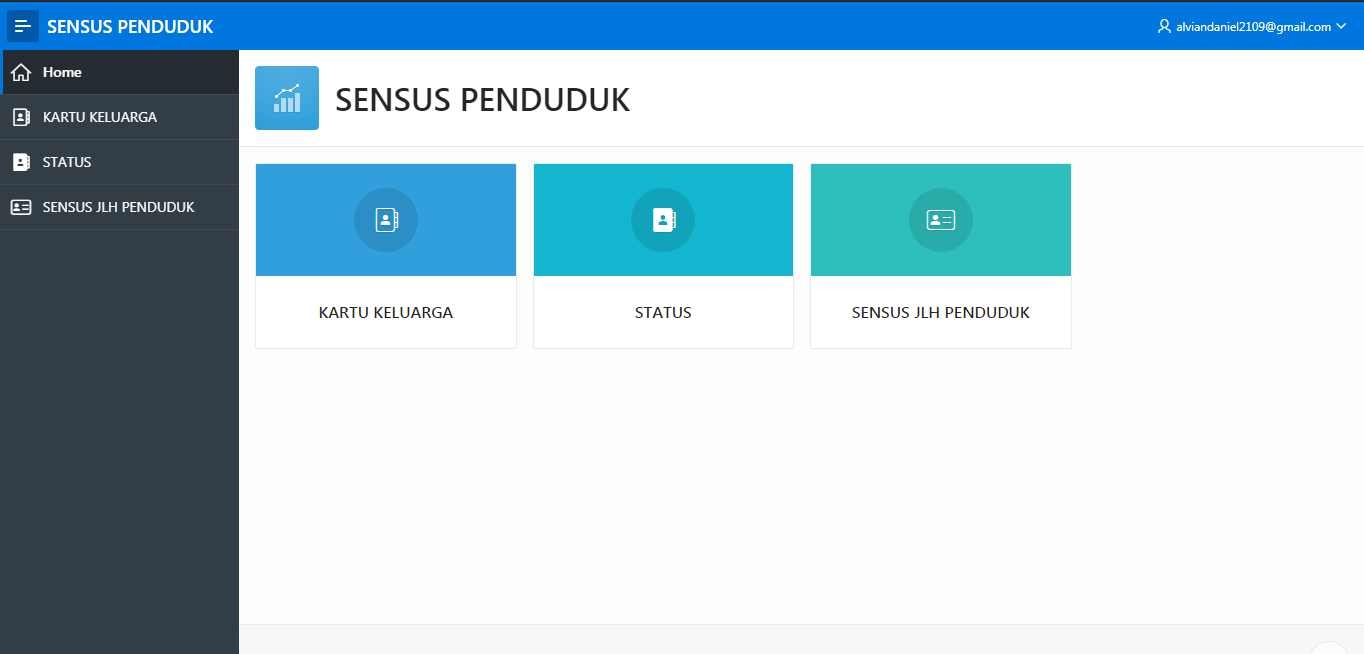 SENSUS PENDUDUK
alviandaniel2109@gmail.com
Home
KARTU KELUARGA
STATUS
SENSUS JLH PENDUDUK
SENSUS PENDUDUK
KARTU KELUARGA
STATUS
SENSUS JLH PENDUDUK